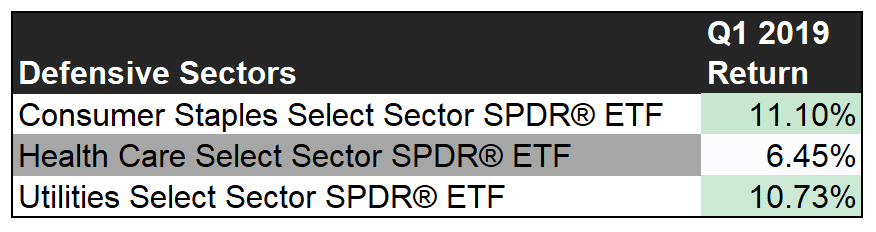 Defensive Sectors Q1 2019 Return
Consumer Staples Select Sector SPDR® ETF 11.10%
Health Care Select Sector SPDR® ETF 6.45%
Utilities Select Sector SPDR® ETF 10.73%